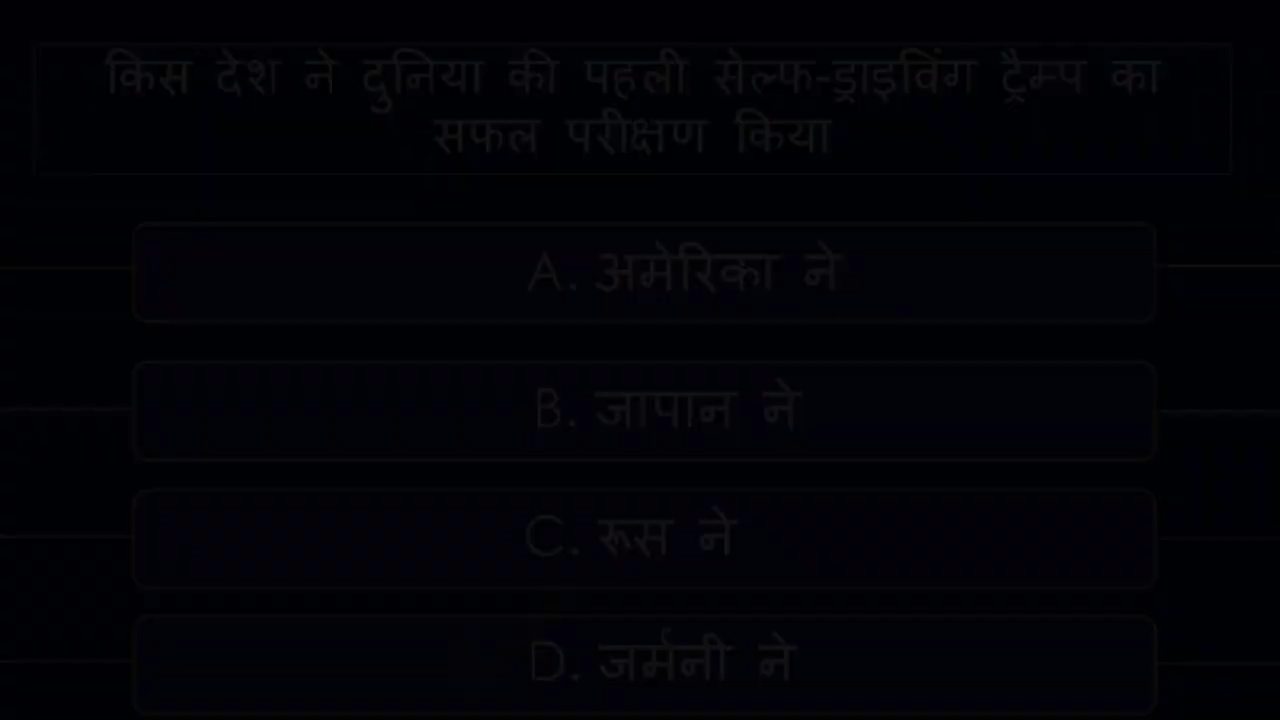 किस देश ने दुनिया की पहली सेल्फ-ड्राइविंग ट्रैम्प का
सफल परीक्षण किया
A. अमेरिका ने
B. जापान ने
C. रूस ने
D. जर्मनी ने